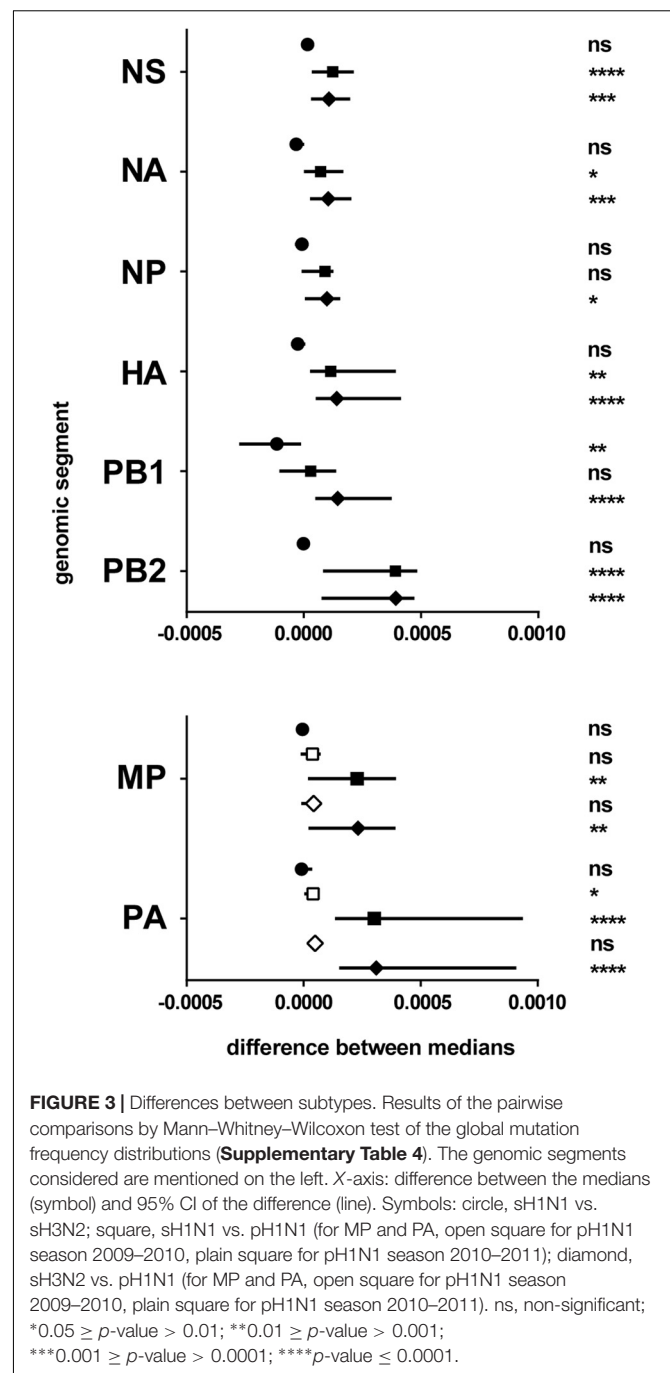 NS
ns
****
***
NA
ns
*
***
NP
ns
ns
*
HA
ns
**
****
PB1
**
ns
****
PB2
ns
****
****
genomic segment
-0.0005 0.0000 0.0005 0.0010
MP
ns
ns
**
ns
**
PA
ns
*
****
ns
****
-0.0005 0.0000 0.0005 0.0010
difference between medians
FIGURE 3 | Differences between subtypes. Results of the pairwise
comparisons by Mann–Whitney–Wilcoxon test of the global mutation
frequency distributions (Supplementary Table 4). The genomic segments
considered are mentioned on the left. X-axis: difference between the medians
(symbol) and 95% CI of the difference (line). Symbols: circle, sH1N1 vs.
sH3N2; square, sH1N1 vs. pH1N1 (for MP and PA, open square for pH1N1
season 2009–2010, plain square for pH1N1 season 2010–2011); diamond,
sH3N2 vs. pH1N1 (for MP and PA, open square for pH1N1 season
2009–2010, plain square for pH1N1 season 2010–2011). ns, non-significant;
*0.05 ≥ p-value > 0.01; **0.01 ≥ p-value > 0.001;
***0.001 ≥ p-value > 0.0001; ****p-value ≤ 0.0001.